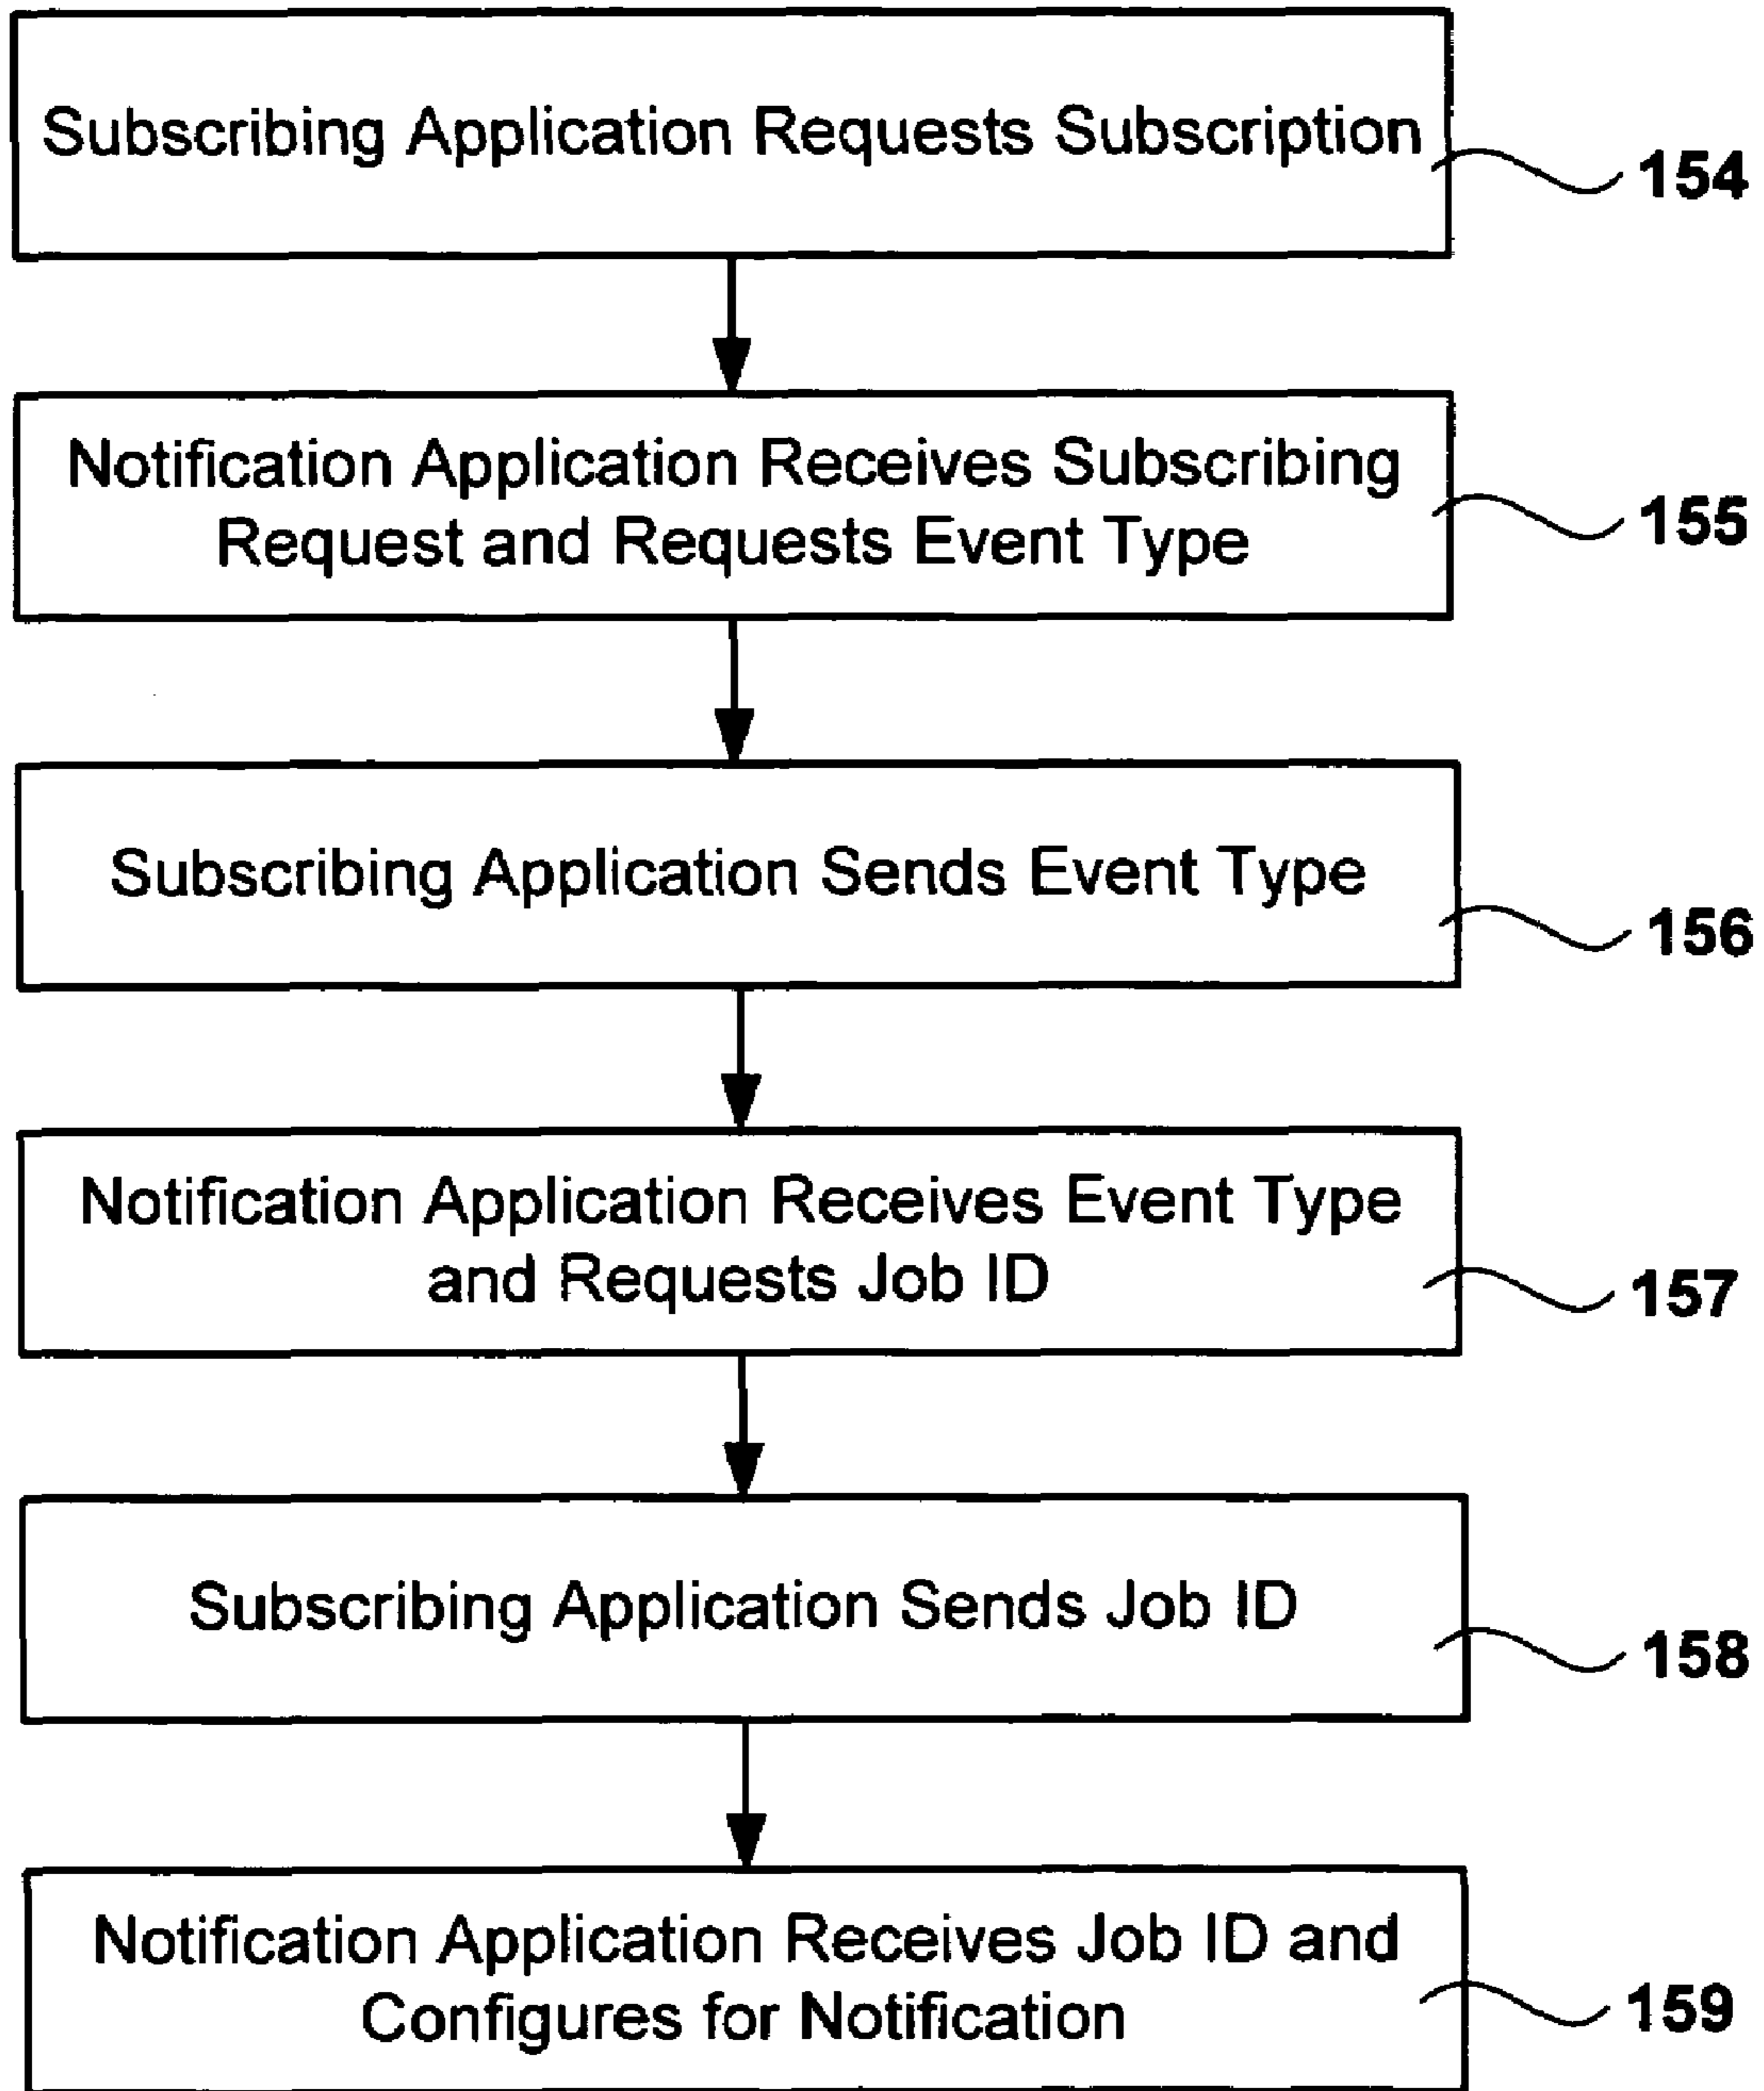 Subscribing Application Requests Subscription
154
Notification Application Receives Subscribing
Request and Requests Event Type
155
Subscribing Application Sends Event Type
156
Notification Application Receives Event Type
and Requests Job ID
157
Subscribing Application Sends Job ID
158
Notification Application Receives Job ID and
Configures for Notification
159